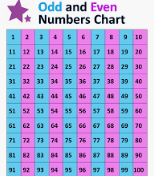 Odd and Even
Numbers Chart
1 2 3 4 5 6 7 8 9 10
11 12 13 14 15 16 17 18 19 20
21 22 23 24 25 26 27 28 29 30
31 32 33 34 35 36 37 38 39 40
41 42 43 44 45 46 47 48 49 50
51 52 53 54 55 56 57 58 59 60
61 62 63 64 65 66 67 68 69 70
71 72 73 74 75 76 77 78 79 80
81 82 83 84 85 86 87 88 89 90
91 92 93 94 95 96 97 98 99 100